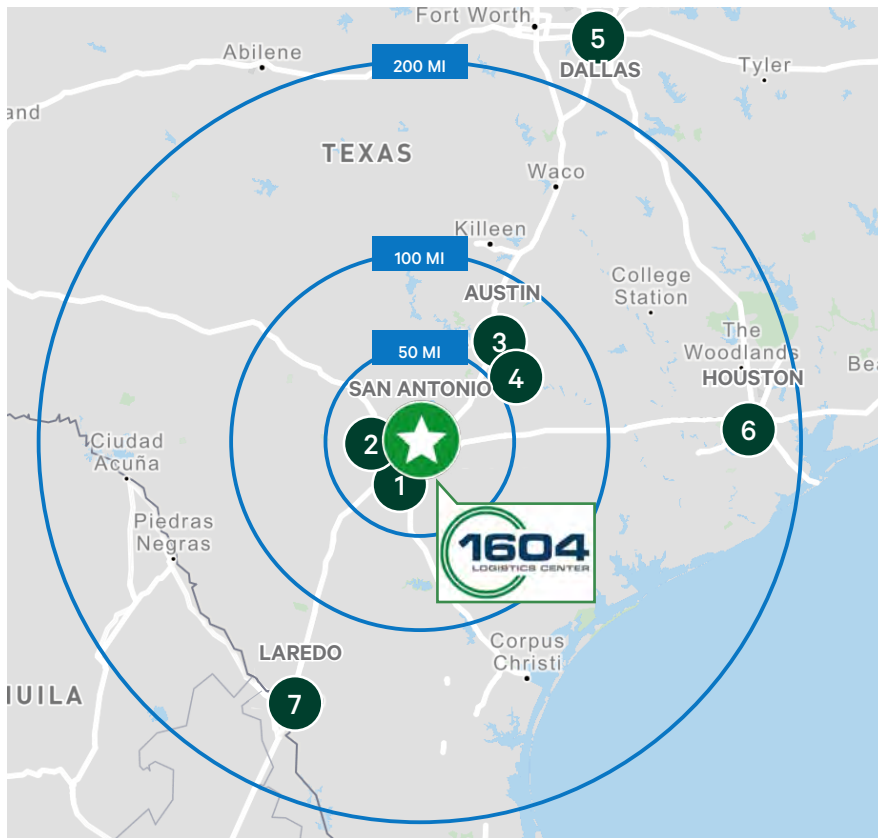 Fort Worth
5
DALLAS
Abilene
200 MI
Tyler
and
TEXAS
Waco
Killeen
100 MI
College
Station
AUSTIN
3
The
Woodlands
50 MI
4
Bea
SAN ANTONIO
HOUSTON
2
6
Ciudad
Acuña
1
Piedras
Negras
1604
LOGISTICS CENTER
Corpus
Christi
LAREDO
7
HUILA